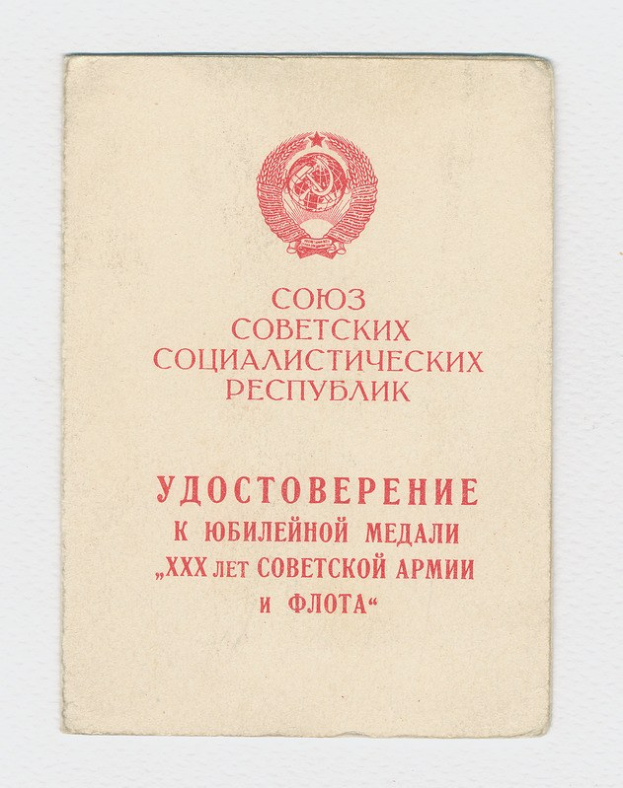 СОЮЗ
СОВЕТСКИХ
СОЦИАЛИСТИЧЕСКИХ
РЕСПУБЛИК
УДОСТОВЕРЕНИЕ
К ЮБИЛЕЙНОЙ МЕДАЛИ
„XXX ЛЕТ СОВЕТСКОЙ АРМИИ
И ФЛОТА“